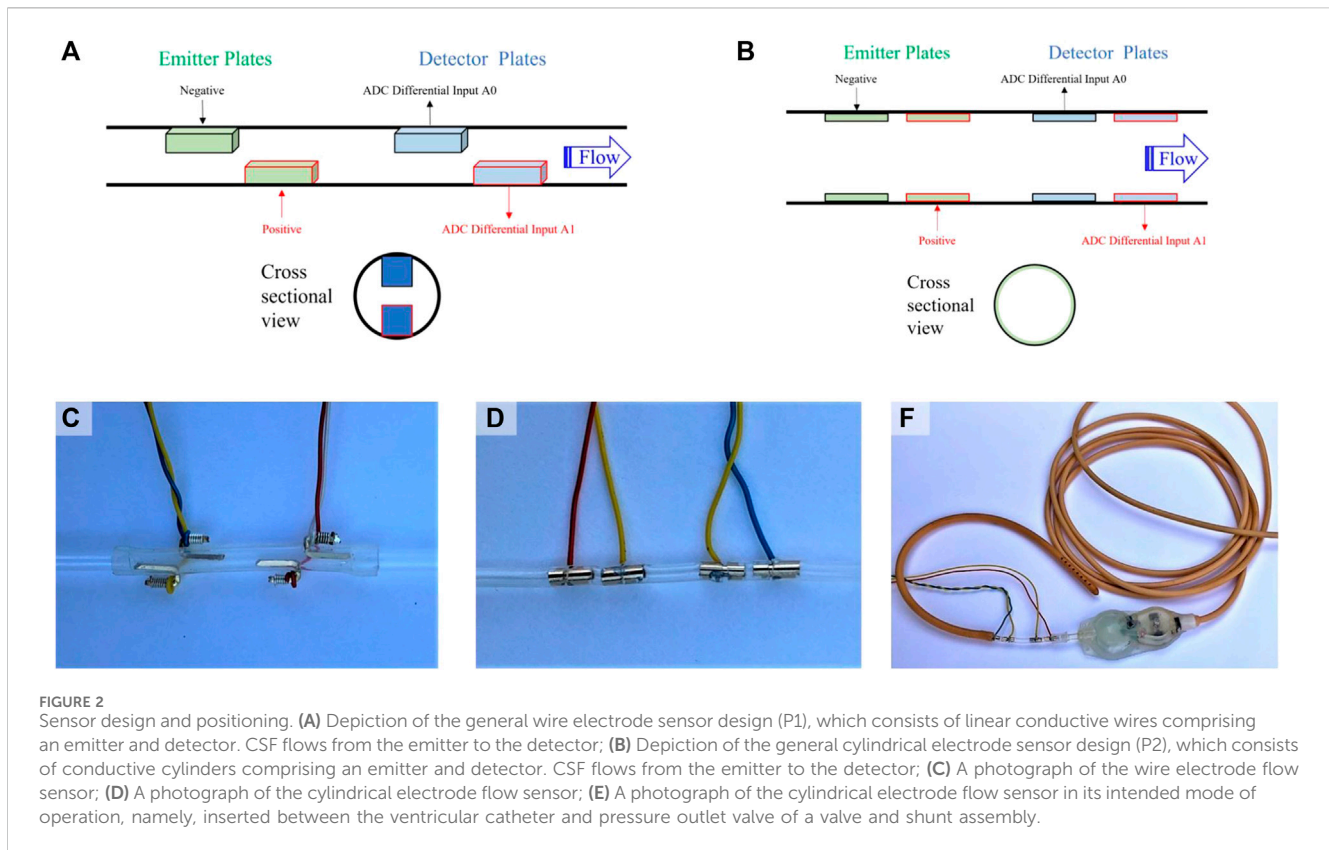 A
Emitter Plates
Detector Plates
Negative
ADC Differential Input A0
Flow
Positive
ADC Differential Input A1
Cross
sectional
view
B
Emitter Plates
Detector Plates
Negative
ADC Differential Input A0
Flow
Positive
ADC Differential Input A1
Cross
sectional
view
C
D
F
FIGURE 2
Sensor design and positioning. (A) Depiction of the general wire electrode sensor design (P1), which consists of linear conductive wires comprising
an emitter and detector. CSF flows from the emitter to the detector; (B) Depiction of the general cylindrical electrode sensor design (P2), which consists
of conductive cylinders comprising an emitter and detector. CSF flows from the emitter to the detector; (C) A photograph of the wire electrode flow
sensor; (D) A photograph of the cylindrical electrode flow sensor; (E) A photograph of the cylindrical electrode flow sensor in its intended mode of
operation, namely, inserted between the ventricular catheter and pressure outlet valve of a valve and shunt assembly.